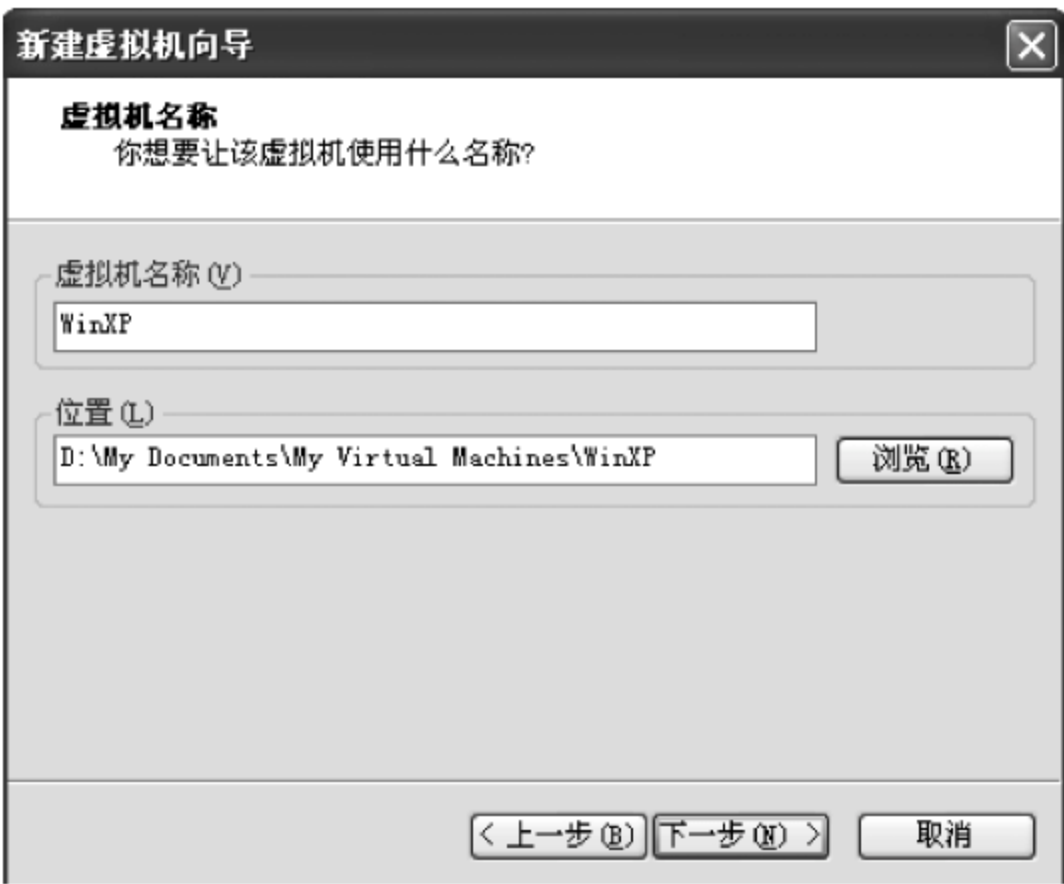 新建虚拟机向导
虚拟机名称
你想要让该虚拟机使用什么名称?
虚拟机名称(V)
WinXP
位置(L)
D:\My Documents\My Virtual Machines\WinXP
浏览(R)
< 上一步(B) 下一步(N) > 取消